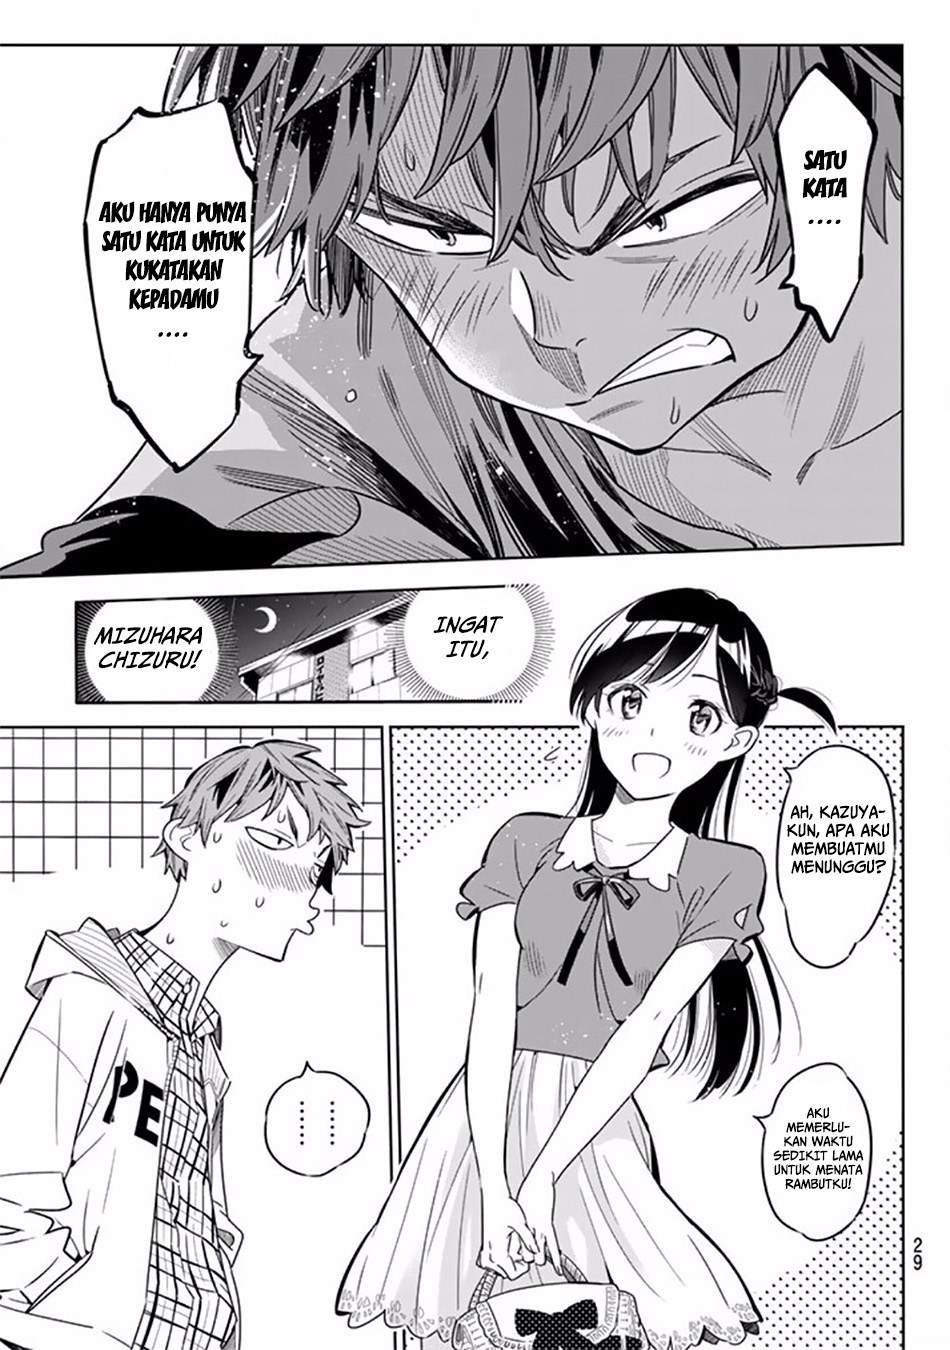 SATU
KATA
....
AKU HANYA PUNYA
SATU KATA UNTUK
KUKATAKAN
KEPADAMU
....
INGAT
ITU,
MIZUHARA
CHIZURU!
AH, KAZUYA-
KUN, APA AKU
MEMBUATMU
MENUNGGU?
AKU
MEMERLU-
KAN WAKTU
SEDIKIT LAMA
UNTUK MENATA
RAMBUTKU!
......
PE
29